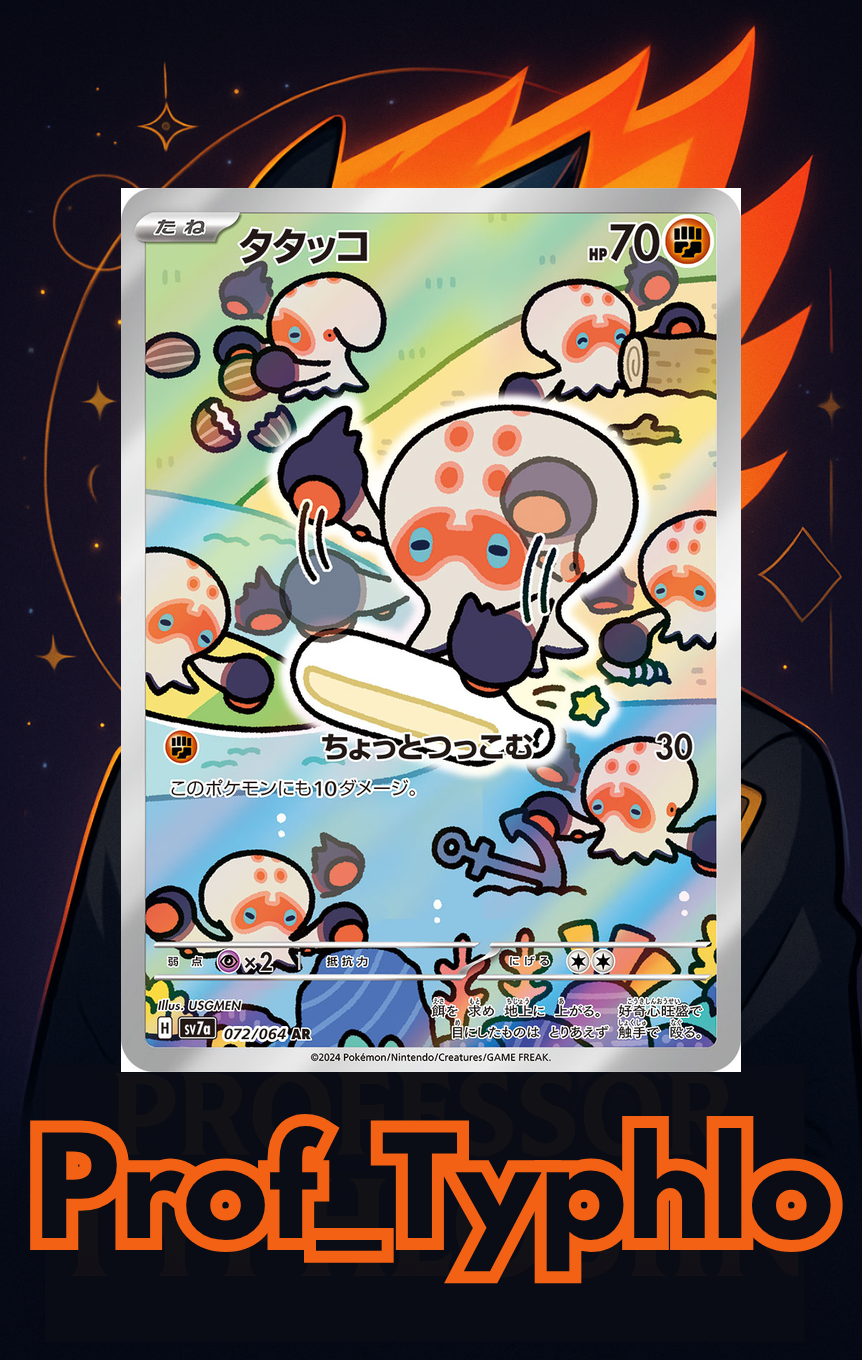 たね
タタッコ
HP70
ちょっとつっこむ 30
このポケモンにも10ダメージ。
弱点 ×2 抵抗力 にげる
Illus. USGMEN
餌を 求め 地上に 上がる。 好奇心旺盛で
目にしたものは とりあえず 触手で 殴る。
H sv7a 072/064 AR
©2024 Pokémon/Nintendo/Creatures/GAME FREAK.
PROFESSOR
Prof_Typhlo